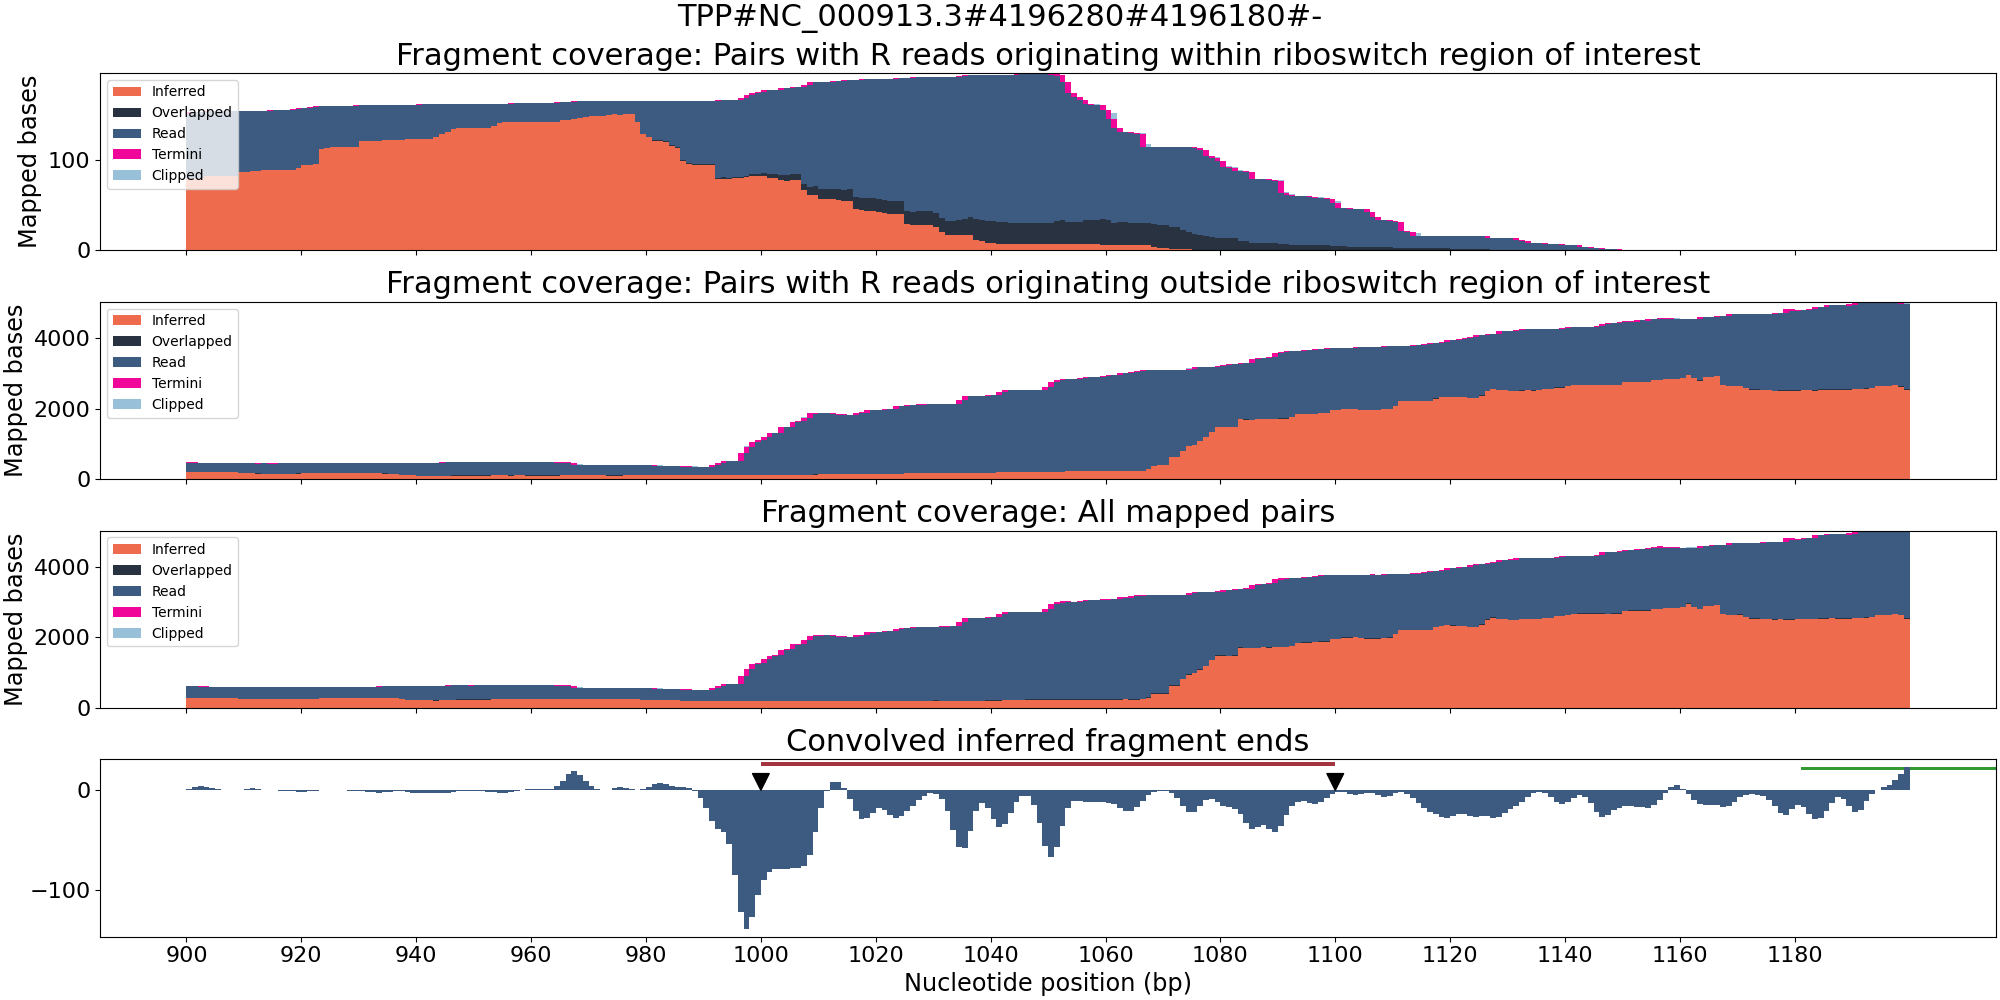 TPP#NC_000913.3#4196280#4196180#-
Fragment coverage: Pairs with R reads originating within riboswitch region of interest
Mapped bases
100
0
Inferred
Overlapped
Read
Termini
Clipped
Fragment coverage: Pairs with R reads originating outside riboswitch region of interest
Mapped bases
4000
2000
0
Inferred
Overlapped
Read
Termini
Clipped
Fragment coverage: All mapped pairs
Mapped bases
4000
2000
0
Inferred
Overlapped
Read
Termini
Clipped
Convolved inferred fragment ends
0
−100
900 920 940 960 980 1000 1020 1040 1060 1080 1100 1120 1140 1160 1180
Nucleotide position (bp)